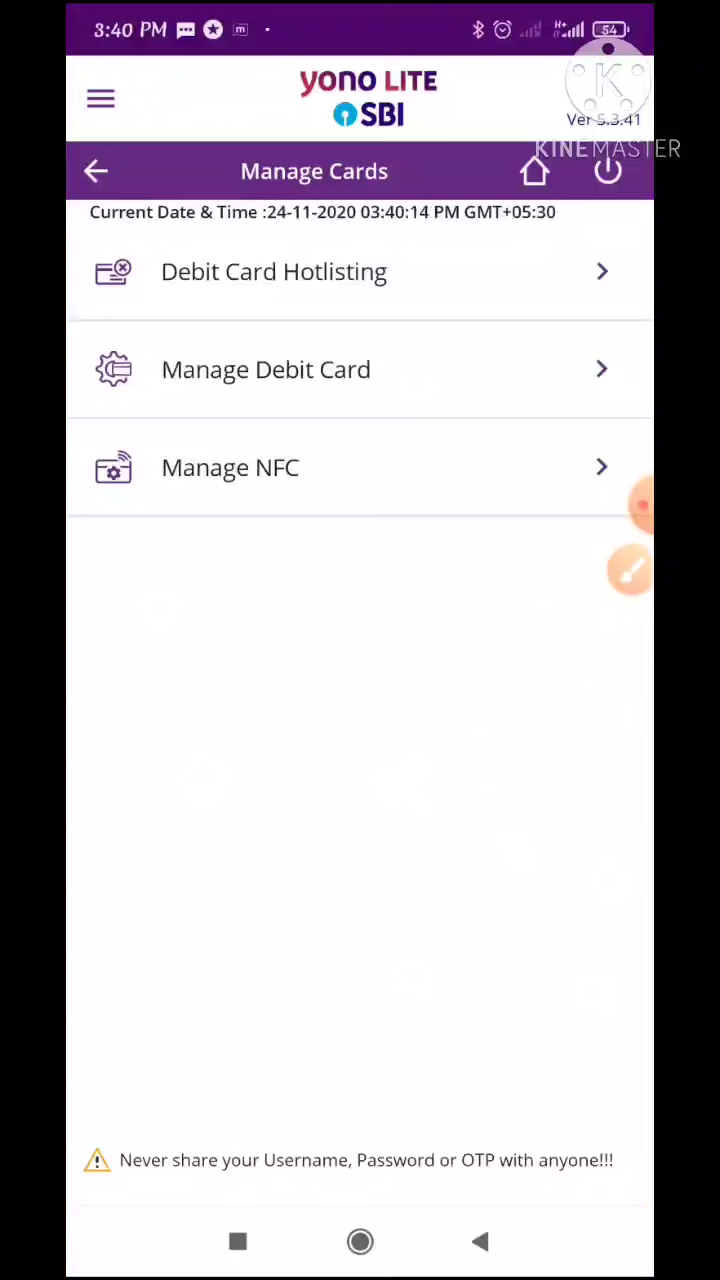 3:40 PM
54
yono LITE
SBI
Ver 5.3.41
K
KINEMASTER
Manage Cards
Current Date & Time :24-11-2020 03:40:14 PM GMT+05:30
Debit Card Hotlisting
Manage Debit Card
Manage NFC
Never share your Username, Password or OTP with anyone!!!